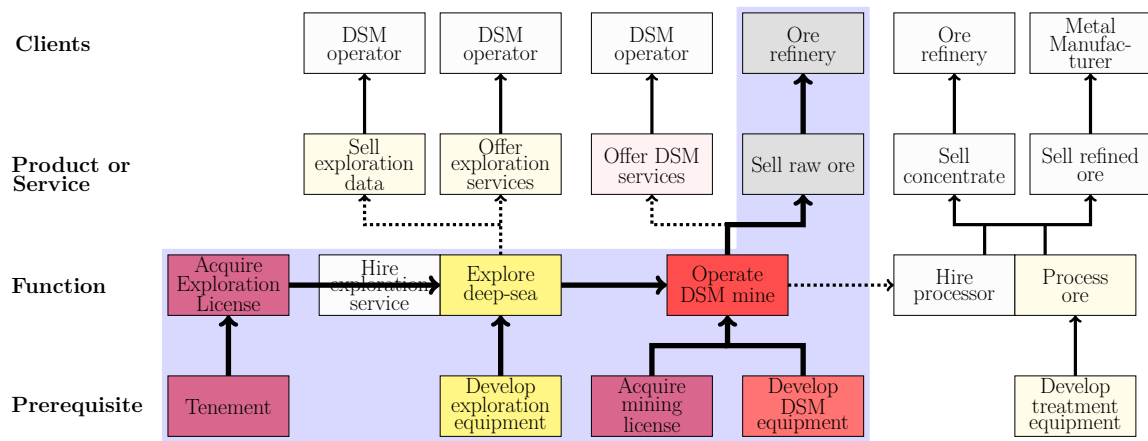 Clients
DSM
operator
DSM
operator
DSM
operator
Ore
refinery
Ore
refinery
Metal
Manufac-
turer
Product or
Service
Sell
exploration
data
Offer
exploration
services
Offer DSM
services
Sell raw ore
Sell
concentrate
Sell refined
ore
Function
Acquire
Exploration
License
Hire
exploration
service
Explore
deep-sea
Operate
DSM mine
Hire
processor
Process
ore
Prerequisite
Tenement
Develop
exploration
equipment
Acquire
mining
license
Develop
DSM
equipment
Develop
treatment
equipment